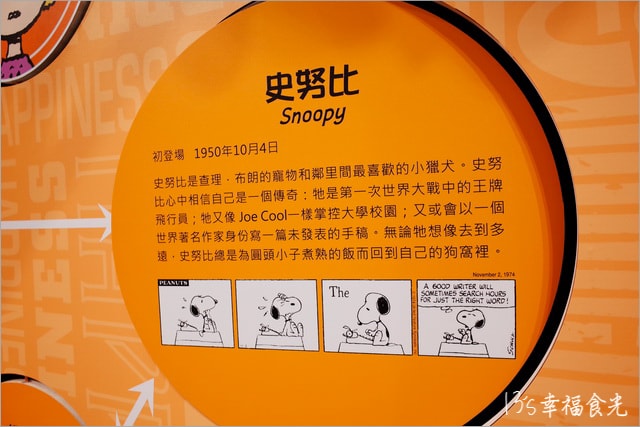 史努比
Snoopy
初登場 1950年10月4日
史努比是查理．布朗的寵物和鄰里間最喜歡的小獵犬。史努
比心中相信自己是一個傳奇：牠是第一次世界大戰中的王牌
飛行員；牠又像 Joe Cool一樣掌控大學校園；又或會以一個
世界著名作家身份寫一篇未發表的手稿。無論牠想像去到多
遠，史努比總是為圓頭小子煮熟的飯而回到自己的狗窩裡。
November 2, 1974
PEANUTS
The
A GOOD WRITER WILL
SOMETIMES SEARCH HOURS
FOR JUST THE RIGHT WORD!
SCHULZ
HAPPINESS
13's幸福食光